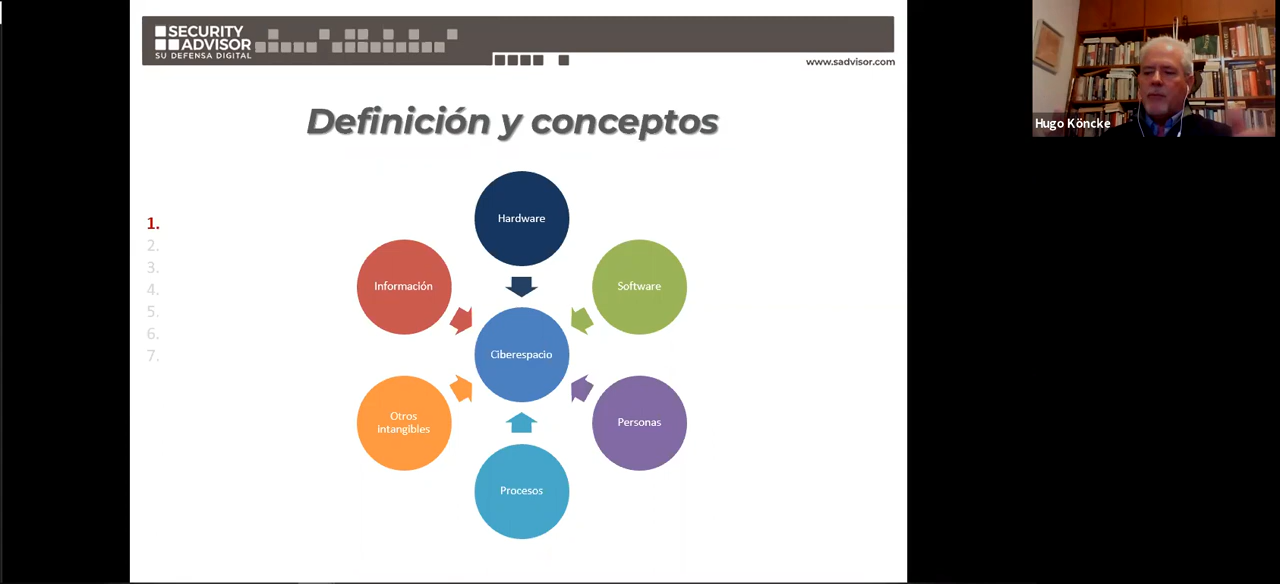 SECURITY
ADVISOR
SU DEFENSA DIGITAL
www.sadvisor.com
Hugo Köncke
Definición y conceptos
1.
2.
3.
4.
5.
6.
7.
Hardware
Información
Software
Ciberespacio
Otros
intangibles
Personas
Procesos